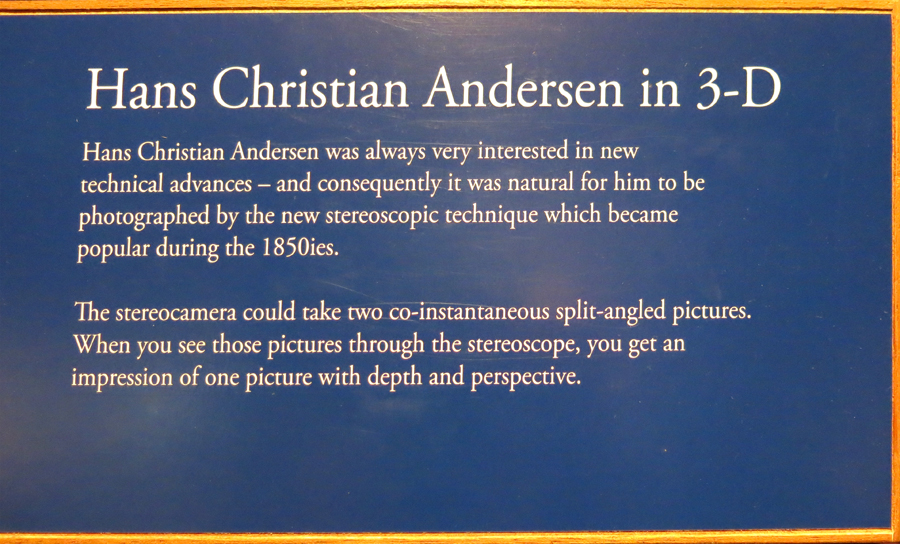 Hans Christian Andersen in 3-D
Hans Christian Andersen was always very interested in new
technical advances – and consequently it was natural for him to be
photographed by the new stereoscopic technique which became
popular during the 1850ies.
The stereocamera could take two co-instantaneous split-angled pictures.
When you see those pictures through the stereoscope, you get an
impression of one picture with depth and perspective.